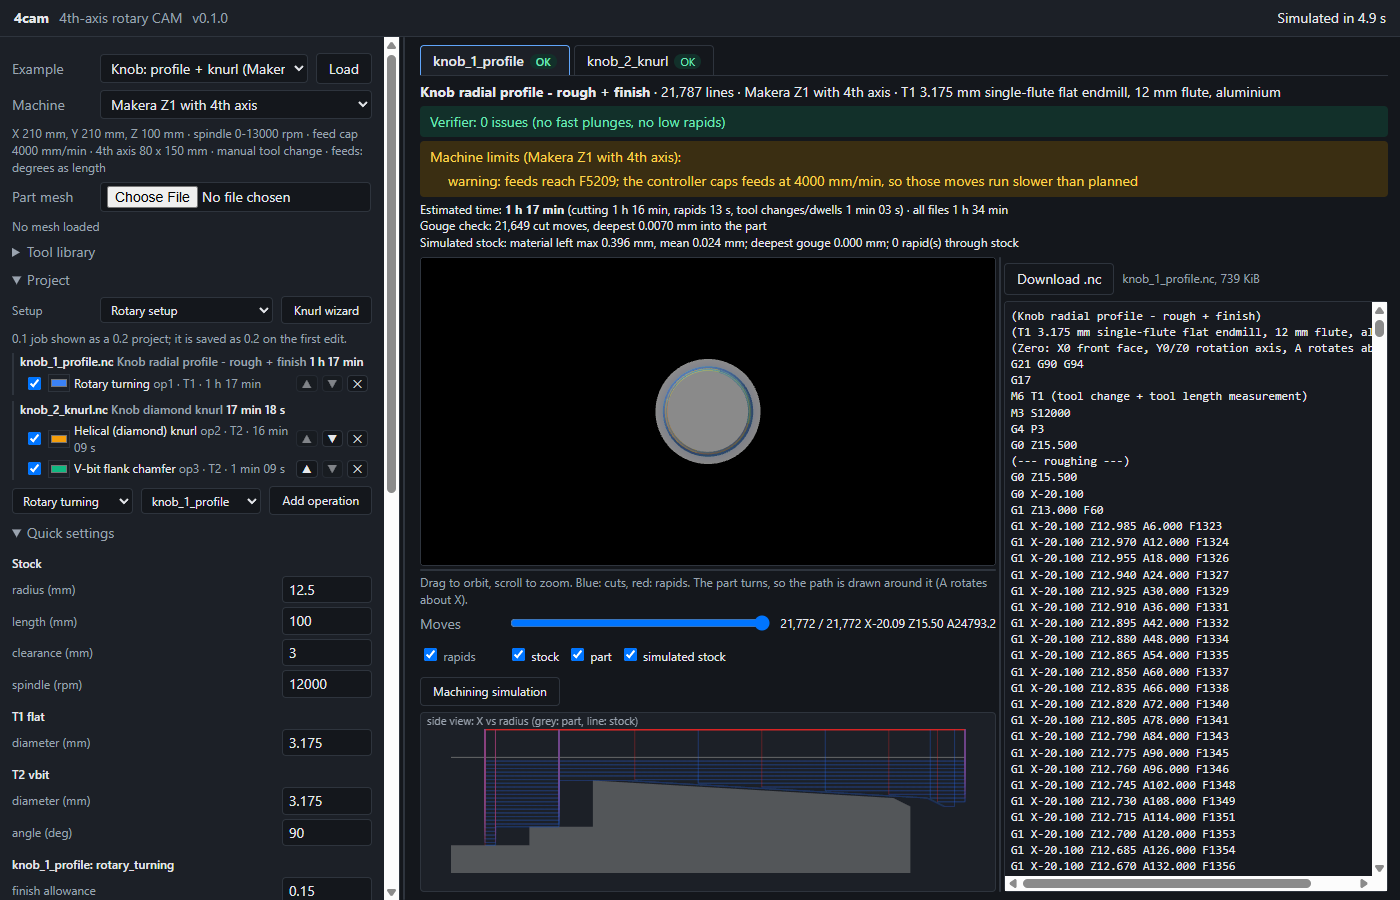 4cam 4th-axis rotary CAM v0.1.0
Simulated in 4.9 s
Example
Knob: profile + knurl (Maker
Load
Machine
Makera Z1 with 4th axis
X 210 mm, Y 210 mm, Z 100 mm · spindle 0-13000 rpm · feed cap
4000 mm/min · 4th axis 80 x 150 mm · manual tool change · feeds:
degrees as length
Part mesh
Choose File No file chosen
No mesh loaded
▶ Tool library
▼ Project
Setup
Rotary setup
Knurl wizard
0.1 job shown as a 0.2 project; it is saved as 0.2 on the first edit.
knob_1_profile.nc Knob radial profile - rough + finish 1 h 17 min
Rotary turning op1 · T1 · 1 h 17 min
knob_2_knurl.nc Knob diamond knurl 17 min 18 s
Helical (diamond) knurl op2 · T2 · 16 min
09 s
V-bit flank chamfer op3 · T2 · 1 min 09 s
Rotary turning
knob_1_profile
Add operation
▼ Quick settings
Stock
radius (mm) 12.5
length (mm) 100
clearance (mm) 3
spindle (rpm) 12000
T1 flat
diameter (mm) 3.175
T2 vbit
diameter (mm) 3.175
angle (deg) 90
knob_1_profile: rotary_turning
finish allowance 0.15
knob_1_profile OK
knob_2_knurl OK
Knob radial profile - rough + finish · 21,787 lines · Makera Z1 with 4th axis · T1 3.175 mm single-flute flat endmill, 12 mm flute, aluminium
Verifier: 0 issues (no fast plunges, no low rapids)
Machine limits (Makera Z1 with 4th axis):
warning: feeds reach F5209; the controller caps feeds at 4000 mm/min, so those moves run slower than planned
Estimated time: 1 h 17 min (cutting 1 h 16 min, rapids 13 s, tool changes/dwells 1 min 03 s) · all files 1 h 34 min
Gouge check: 21,649 cut moves, deepest 0.0070 mm into the part
Simulated stock: material left max 0.396 mm, mean 0.024 mm; deepest gouge 0.000 mm; 0 rapid(s) through stock
Drag to orbit, scroll to zoom. Blue: cuts, red: rapids. The part turns, so the path is drawn around it (A rotates
about X).
Moves
21,772 / 21,772 X-20.09 Z15.50 A24793.2
rapids stock part simulated stock
Machining simulation
side view: X vs radius (grey: part, line: stock)
Download .nc
knob_1_profile.nc, 739 KiB
(Knob radial profile - rough + finish)
(T1 3.175 mm single-flute flat endmill, 12 mm flute, al
(Zero: X0 front face, Y0/Z0 rotation axis, A rotates ab
G21 G90 G94
G17
M6 T1 (tool change + tool length measurement)
M3 S12000
G4 P3
G0 Z15.500
(--- roughing ---)
G0 Z15.500
G0 X-20.100
G1 Z13.000 F60
G1 X-20.100 Z12.985 A6.000 F1323
G1 X-20.100 Z12.970 A12.000 F1324
G1 X-20.100 Z12.955 A18.000 F1326
G1 X-20.100 Z12.940 A24.000 F1327
G1 X-20.100 Z12.925 A30.000 F1329
G1 X-20.100 Z12.910 A36.000 F1331
G1 X-20.100 Z12.895 A42.000 F1332
G1 X-20.100 Z12.880 A48.000 F1334
G1 X-20.100 Z12.865 A54.000 F1335
G1 X-20.100 Z12.850 A60.000 F1337
G1 X-20.100 Z12.835 A66.000 F1338
G1 X-20.100 Z12.820 A72.000 F1340
G1 X-20.100 Z12.805 A78.000 F1341
G1 X-20.100 Z12.790 A84.000 F1343
G1 X-20.100 Z12.775 A90.000 F1345
G1 X-20.100 Z12.760 A96.000 F1346
G1 X-20.100 Z12.745 A102.000 F1348
G1 X-20.100 Z12.730 A108.000 F1349
G1 X-20.100 Z12.715 A114.000 F1351
G1 X-20.100 Z12.700 A120.000 F1353
G1 X-20.100 Z12.685 A126.000 F1354
G1 X-20.100 Z12.670 A132.000 F1356